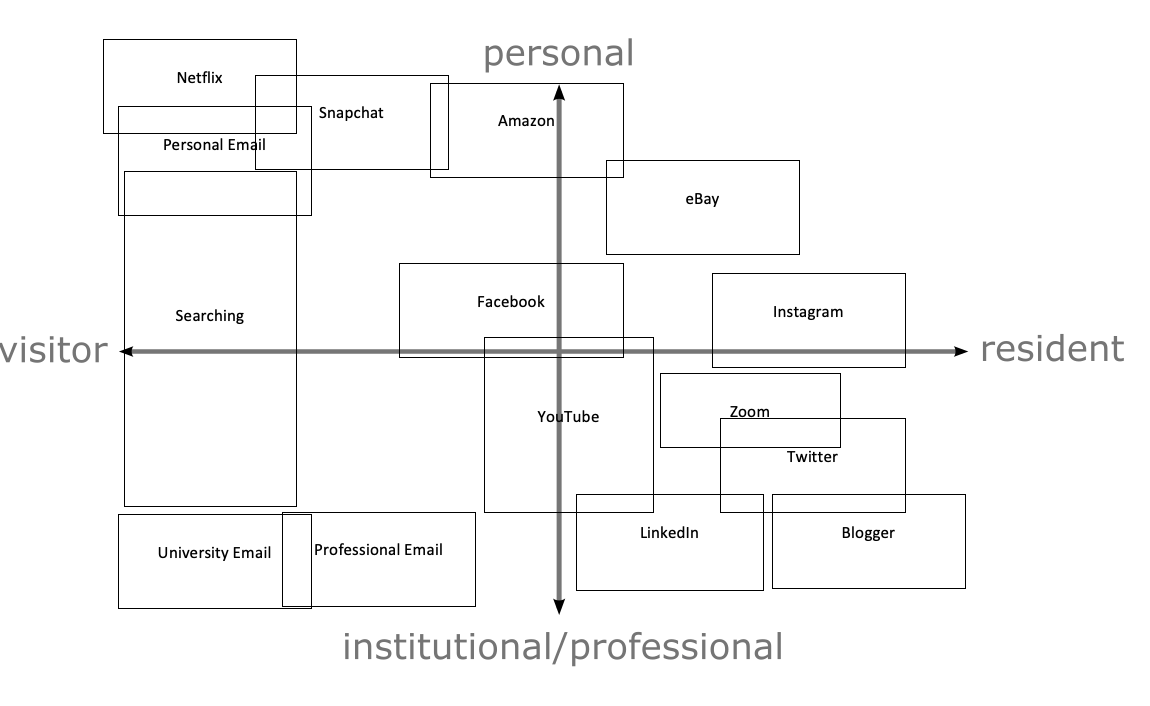 personal
Netflix
Snapchat
Amazon
Personal Email
eBay
Facebook
Instagram
Searching
visitor
resident
Zoom
YouTube
Twitter
LinkedIn
Blogger
University Email
Professional Email
institutional/professional